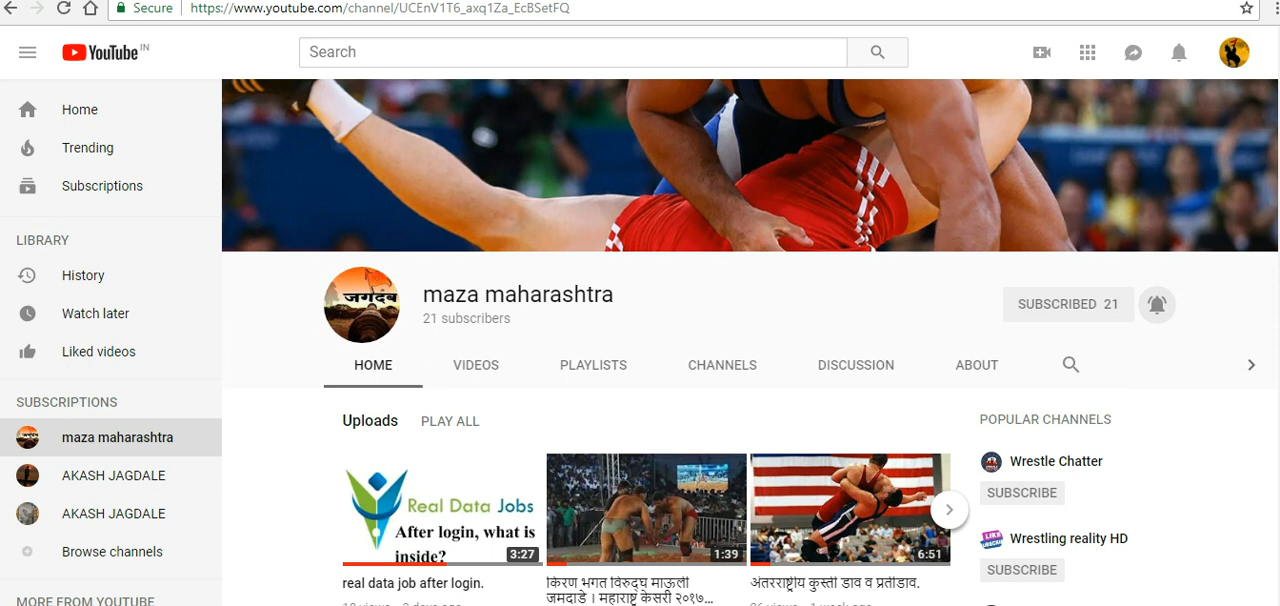 Secure
https://www.youtube.com/channel/UCEnV1T6_axq1Za_EcBSetFQ
YouTube IN
Search
Home
Trending
Subscriptions
LIBRARY
History
Watch later
Liked videos
SUBSCRIPTIONS
maza maharashtra
AKASH JAGDALE
AKASH JAGDALE
Browse channels
MORE FROM YOUTUBE
जगदंब
maza maharashtra
21 subscribers
SUBSCRIBED 21
HOME
VIDEOS
PLAYLISTS
CHANNELS
DISCUSSION
ABOUT
Uploads
PLAY ALL
Real Data Jobs
After login, what is
inside?
3:27
real data job after login.
1:39
किरण भगत विरुद्ध माऊली
जमदाडे । महाराष्ट्र केसरी २०१७...
6:51
अंतरराष्ट्रीय कुस्ती डाव व प्रतीडाव.
POPULAR CHANNELS
Wrestle Chatter
SUBSCRIBE
LIKE
Wrestling reality HD
SUBSCRIBE